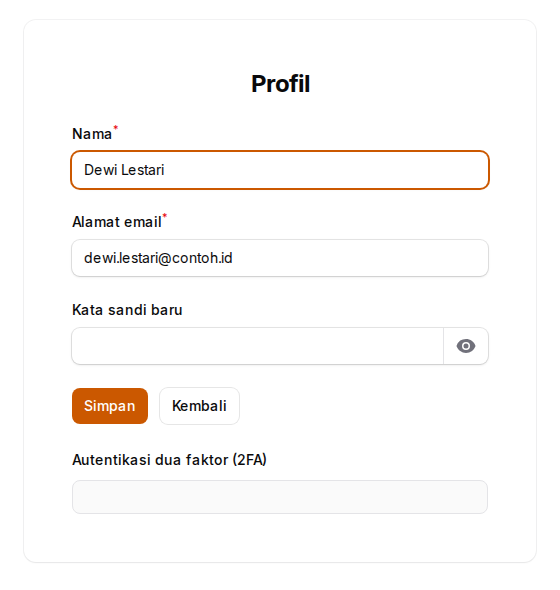 Profil
Nama*
Dewi Lestari
Alamat email*
dewi.lestari@contoh.id
Kata sandi baru
Simpan
Kembali
Autentikasi dua faktor (2FA)